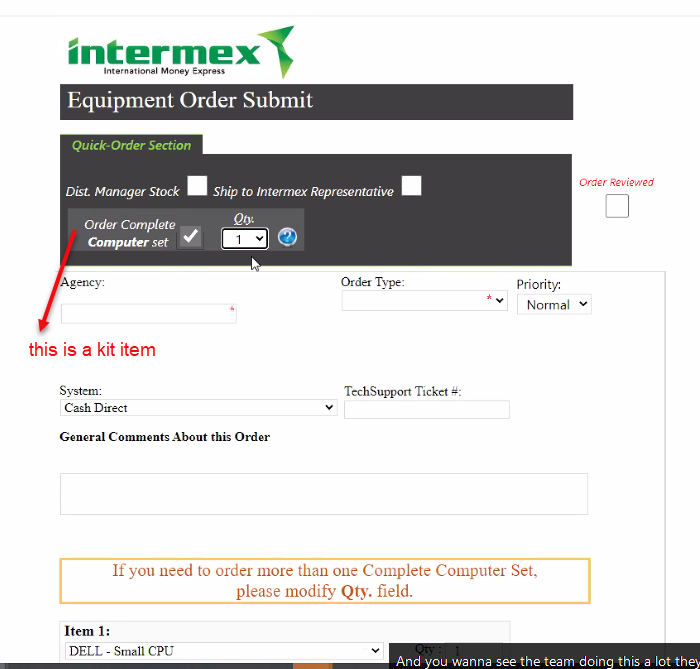 intermex
International Money Express
Equipment Order Submit
Quick-Order Section
Dist. Manager Stock
Ship to Intermex Representative
Order Reviewed
Order Complete
Computer set
Qty.
1
?
Agency:
*
Order Type:
*
Priority:
Normal
this is a kit item
System:
Cash Direct
TechSupport Ticket #:
General Comments About this Order
If you need to order more than one Complete Computer Set,
please modify Qty. field.
Item 1:
DELL - Small CPU
Qty : 1
And you wanna see the team doing this a lot they